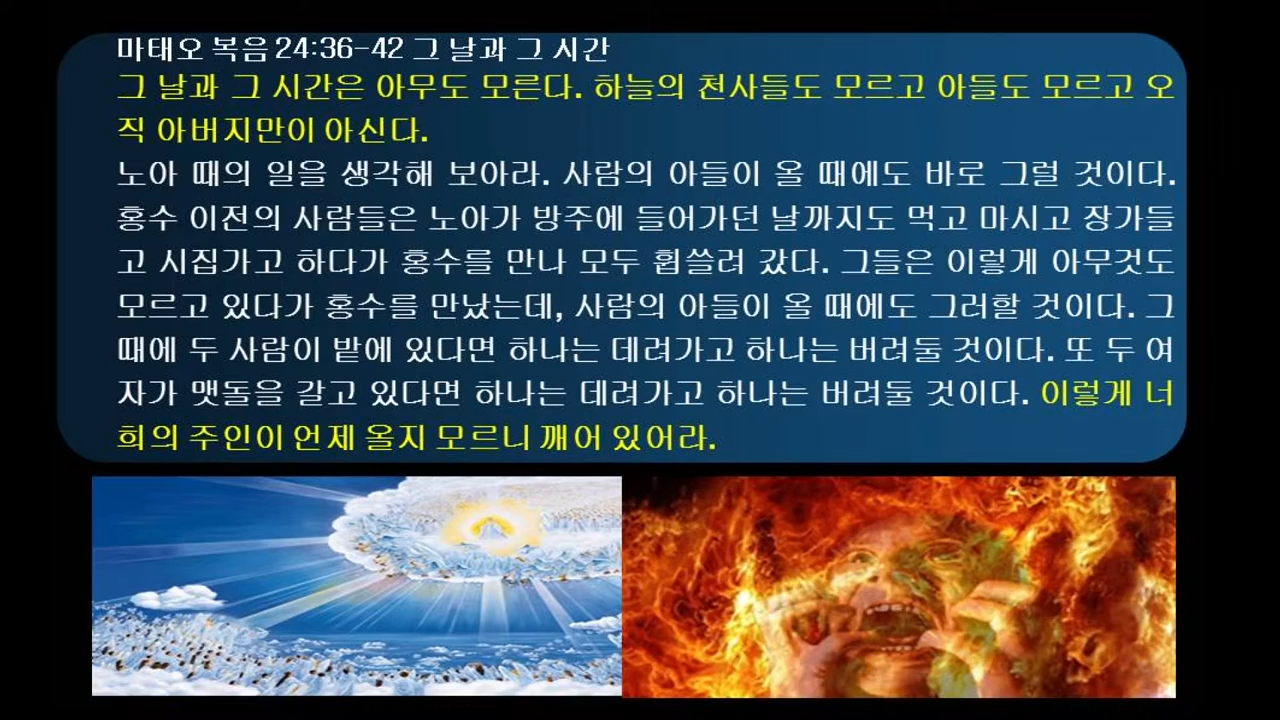 마태오 복음 24:36-42 그 날과 그 시간
그 날과 그 시간은 아무도 모른다. 하늘의 천사들도 모르고 아들도 모르고 오
직 아버지만이 아신다.
노아 때의 일을 생각해 보아라. 사람의 아들이 올 때에도 바로 그럴 것이다.
홍수 이전의 사람들은 노아가 방주에 들어가던 날까지도 먹고 마시고 장가들
고 시집가고 하다가 홍수를 만나 모두 휩쓸려 갔다. 그들은 이렇게 아무것도
모르고 있다가 홍수를 만났는데, 사람의 아들이 올 때에도 그러할 것이다. 그
때에 두 사람이 밭에 있다면 하나는 데려가고 하나는 버려둘 것이다. 또 두 여
자가 맷돌을 갈고 있다면 하나는 데려가고 하나는 버려둘 것이다. 이렇게 너
희의 주인이 언제 올지 모르니 깨어 있어라.